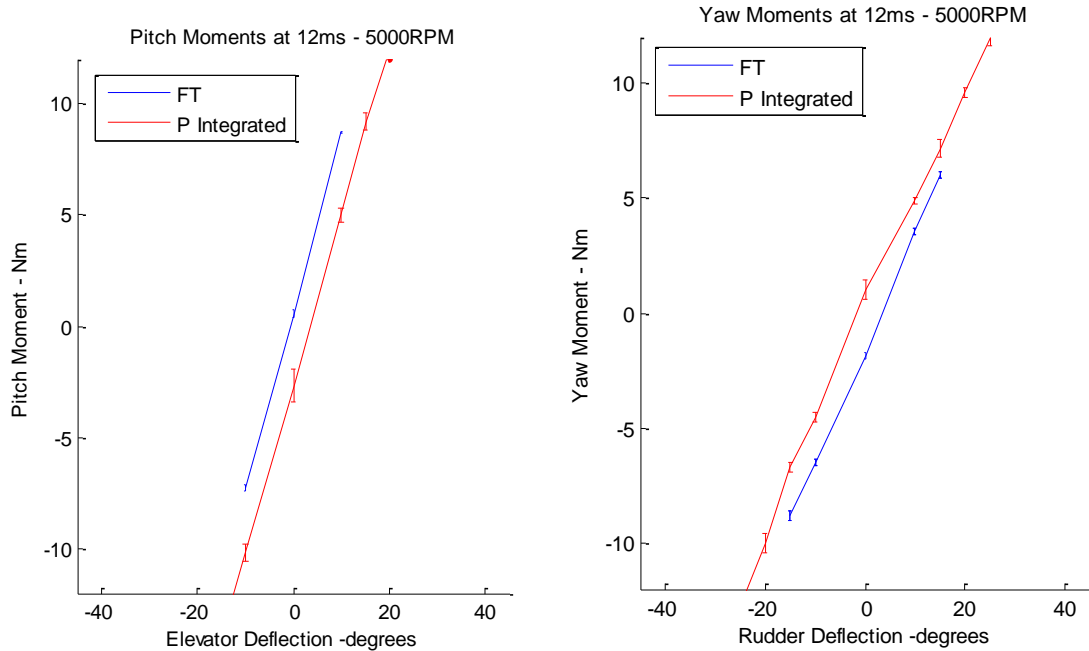 Pitch Moments at 12ms - 5000RPM
FT
P Integrated
10
5
0
-5
-10
-40
-20
0
20
40
Pitch Moment - Nm
Elevator Deflection -degrees
Yaw Moments at 12ms - 5000RPM
FT
P Integrated
10
5
0
-5
-10
-40
-20
0
20
40
Yaw Moment - Nm
Rudder Deflection -degrees